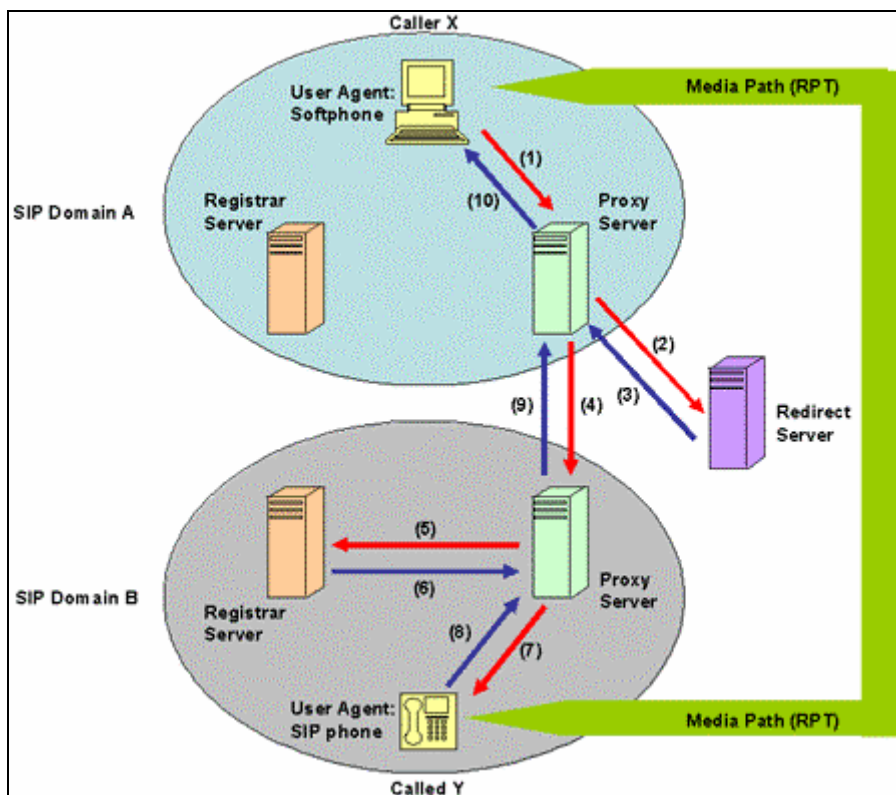 Caller X
User Agent:
Softphone
Media Path (RPT)
(1)
(10)
SIP Domain A
Registrar
Server
Proxy
Server
(2)
(3)
(9)
(4)
Redirect
Server
(5)
(6)
SIP Domain B
Registrar
Server
Proxy
Server
(8)
(7)
User Agent:
SIP phone
Media Path (RPT)
Called Y